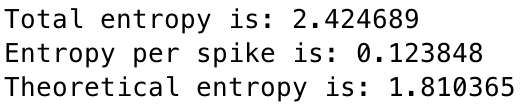 Total entropy is: 2.424689
Entropy per spike is: 0.123848
Theoretical entropy is: 1.810365